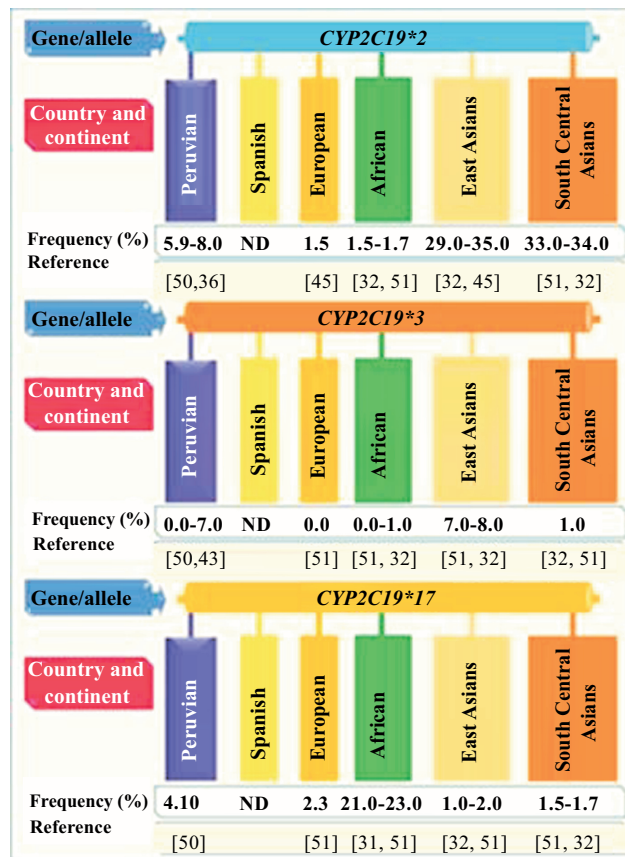 Gene/allele CYP2C19*2
Country and continent Peruvian Spanish European African East Asians South Central Asians
Frequency (%) 5.9-8.0 ND 1.5 1.5-1.7 29.0-35.0 33.0-34.0
Reference [50,36] [45] [32, 51] [32, 45] [51, 32]
Gene/allele CYP2C19*3
Country and continent Peruvian Spanish European African East Asians South Central Asians
Frequency (%) 0.0-7.0 ND 0.0 0.0-1.0 7.0-8.0 1.0
Reference [50,43] [51] [51, 32] [51, 32] [32, 51]
Gene/allele CYP2C19*17
Country and continent Peruvian Spanish European African East Asians South Central Asians
Frequency (%) 4.10 ND 2.3 21.0-23.0 1.0-2.0 1.5-1.7
Reference [50] [51] [31, 51] [32, 51] [51, 32]